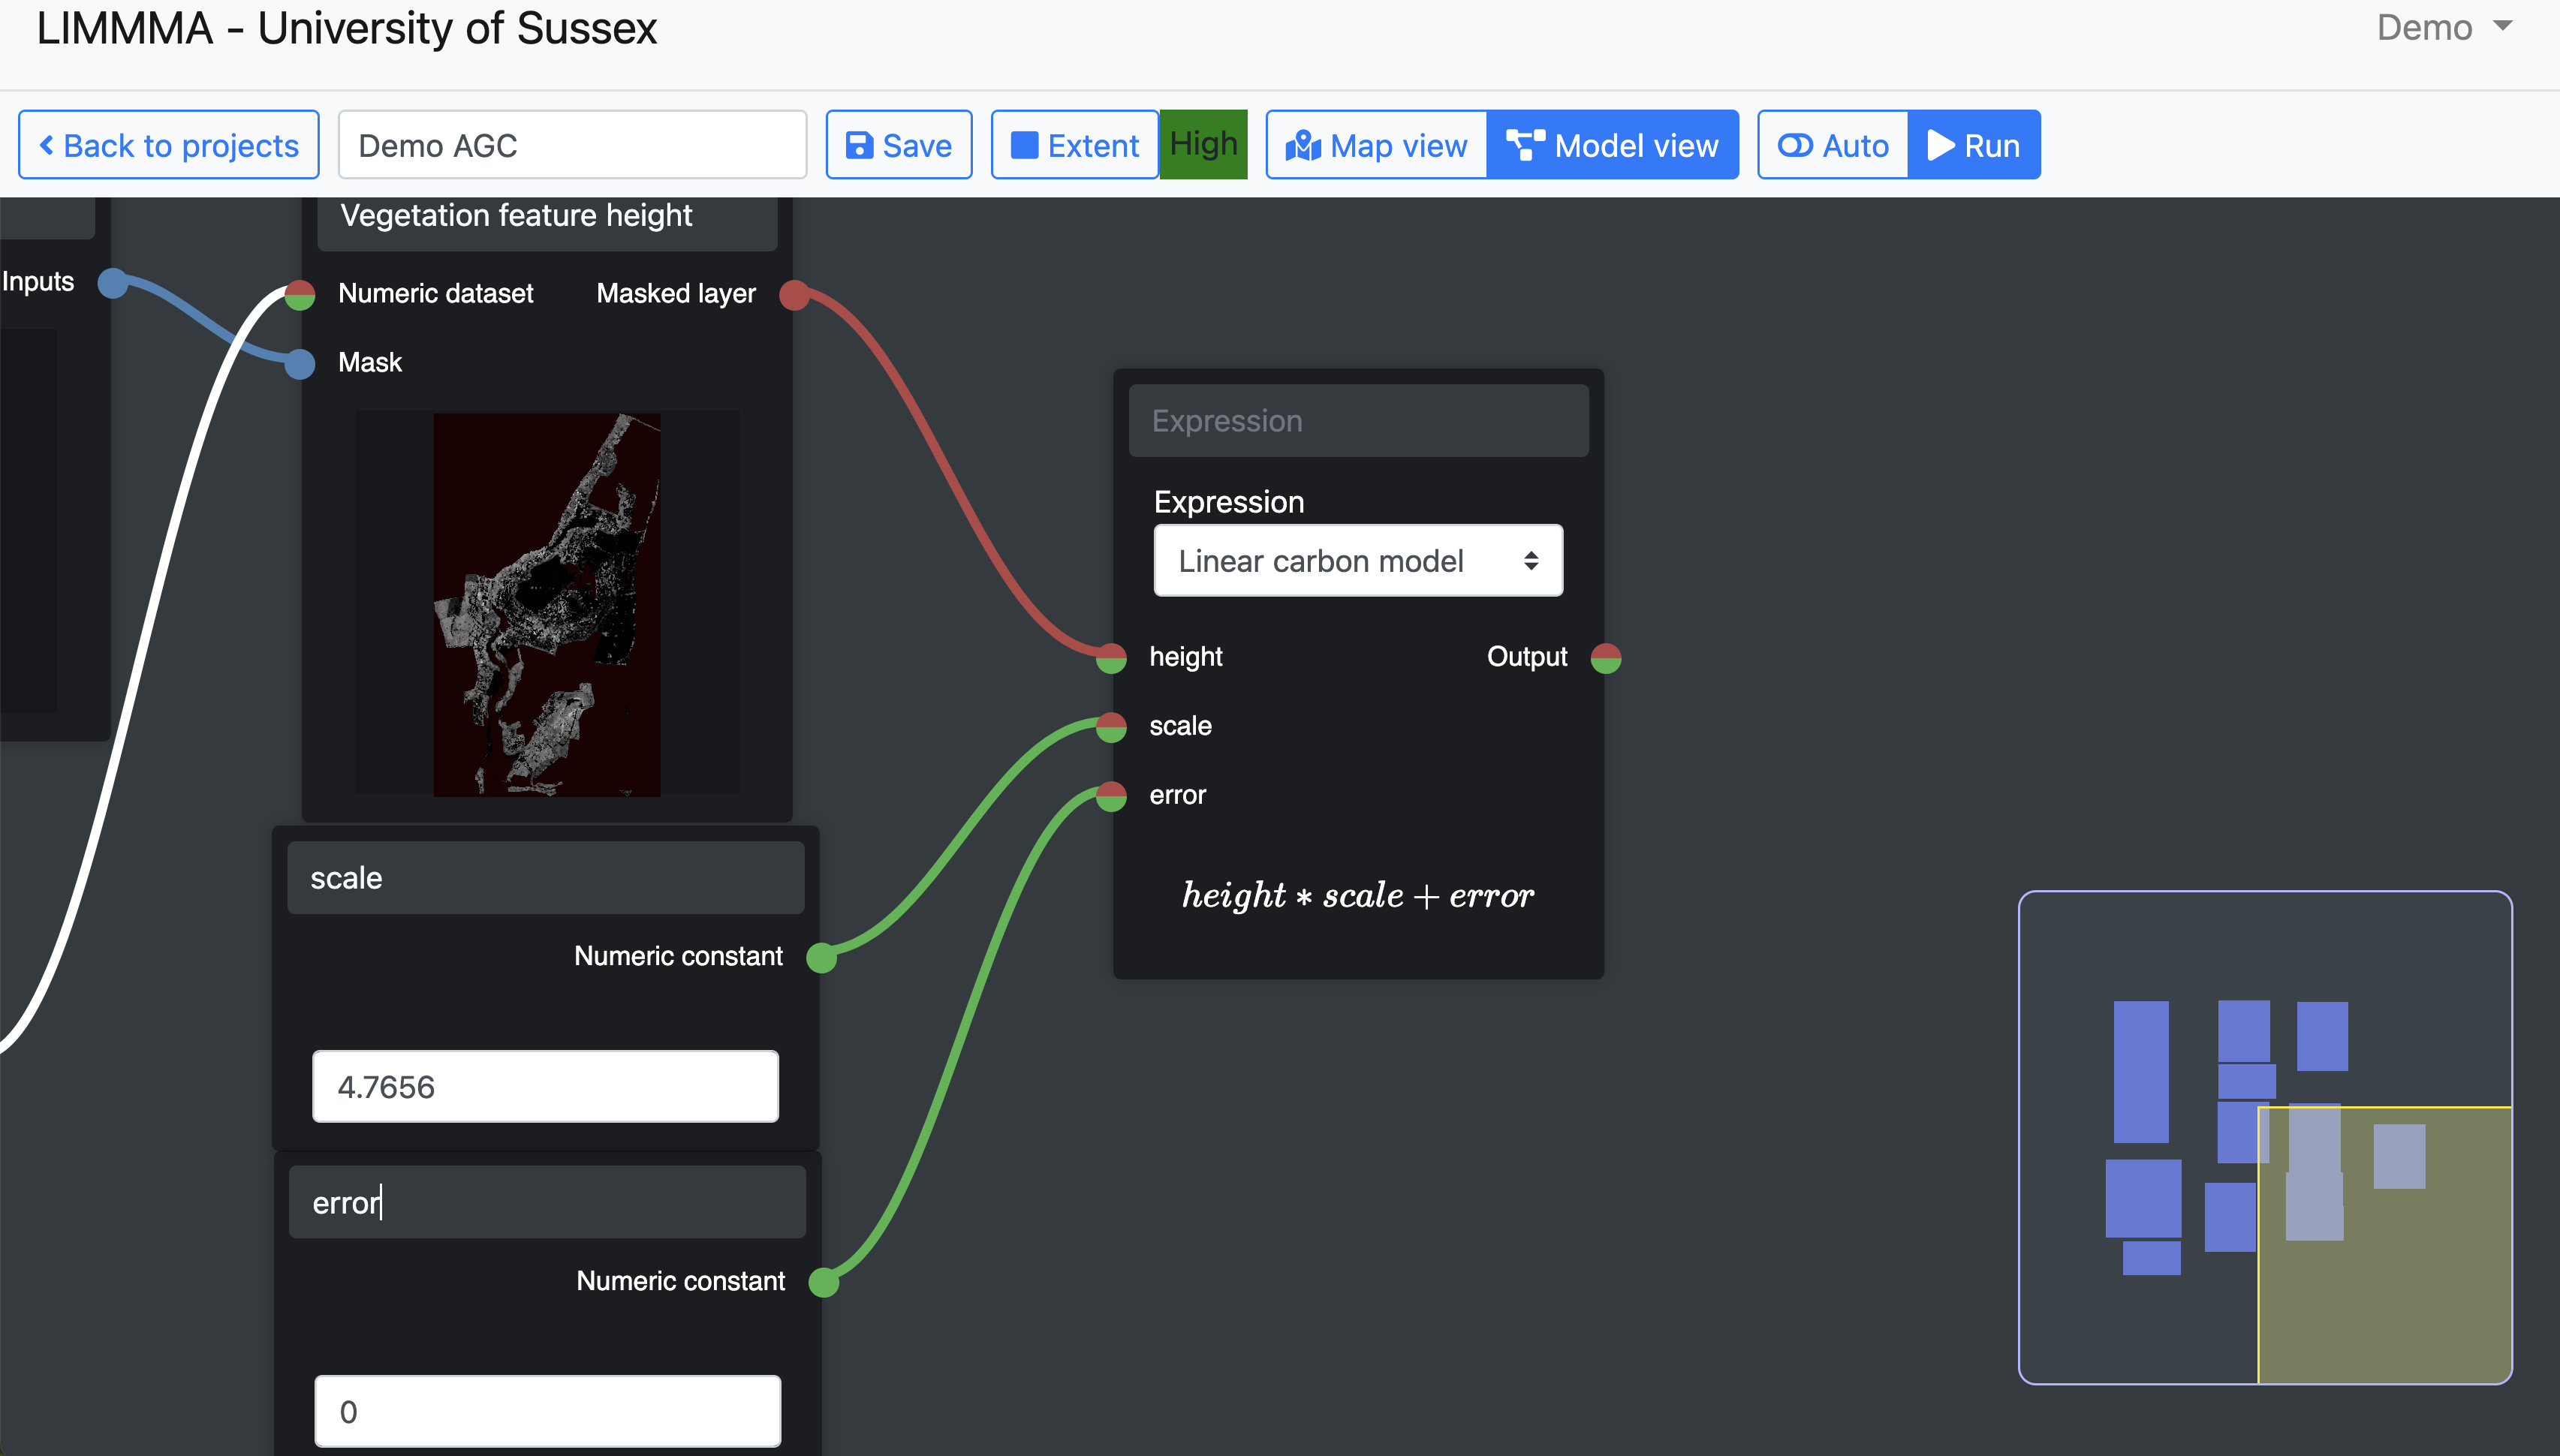 LIMMMA - University of Sussex
Demo
Back to projects
Demo AGC
Save
Extent
High
Map view
Model view
Auto
Run
Inputs
Vegetation feature height
Numeric dataset
Masked layer
Mask
scale
Numeric constant
4.7656
error
Numeric constant
0
Expression
Expression
Linear carbon model
height
Output
scale
error
height * scale + error